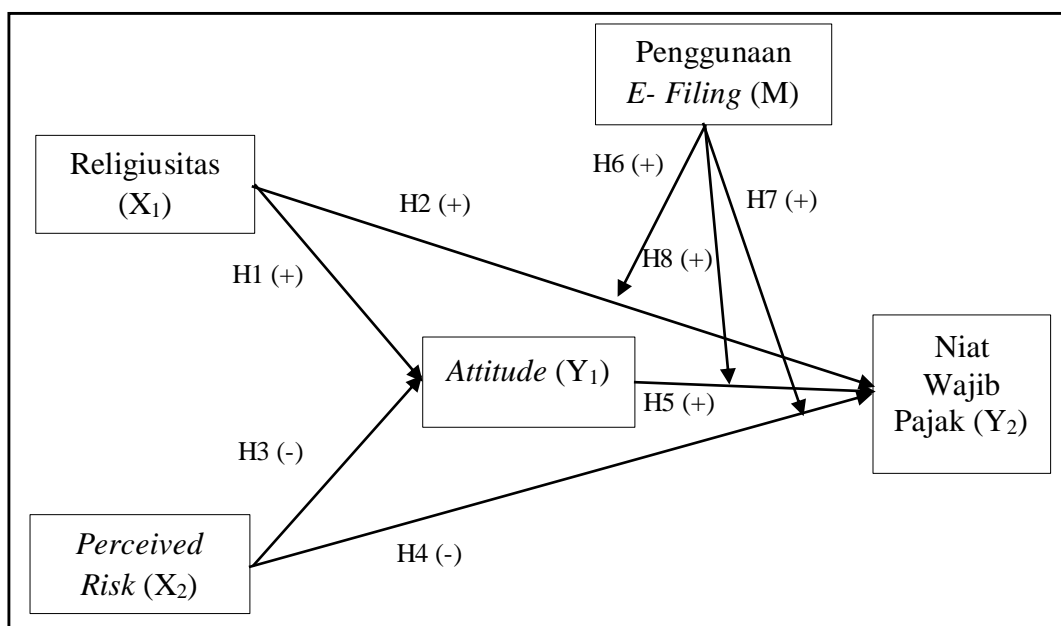 Penggunaan
E- Filing (M)
Religiusitas
(X₁)
H6 (+)
H7 (+)
H2 (+)
H8 (+)
H1 (+)
Attitude (Y₁)
H5 (+)
Niat
Wajib
Pajak (Y₂)
H3 (-)
H4 (-)
Perceived
Risk (X₂)